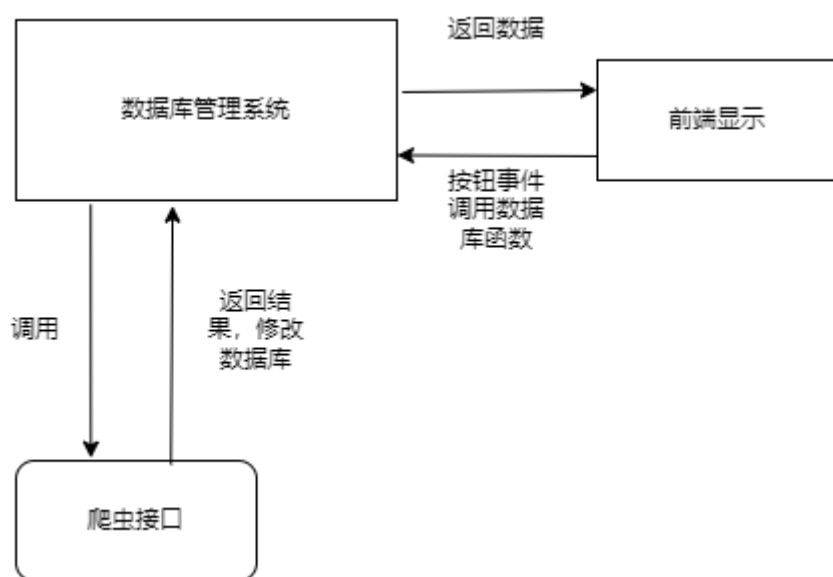 返回数据
数据库管理系统
前端显示
按钮事件
调用数据
库函数
调用
返回结
果，修改
数据库
爬虫接口